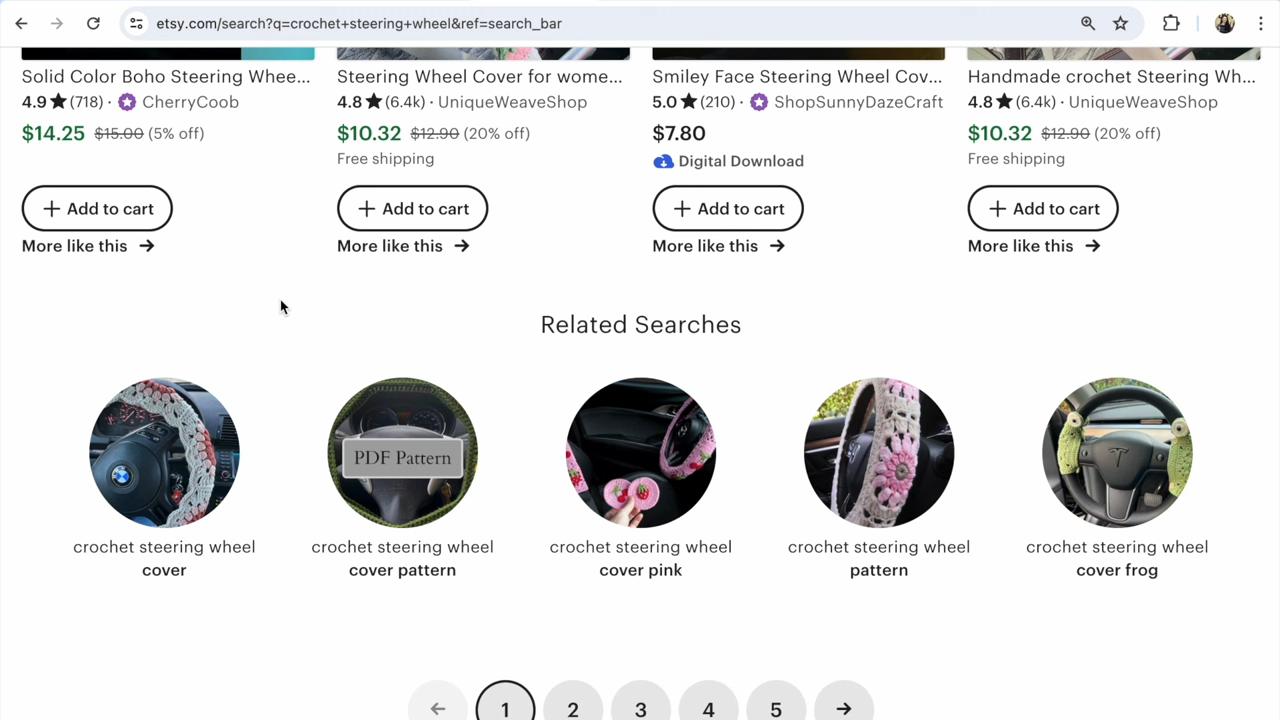 etsy.com/search?q=crochet+steering+wheel&ref=search_bar
Solid Color Boho Steering Whee...
4.9★(718) · CherryCoob
$14.25 $15.00 (5% off)
+ Add to cart
More like this →
Steering Wheel Cover for wome...
4.8★(6.4k) · UniqueWeaveShop
$10.32 $12.90 (20% off)
Free shipping
+ Add to cart
More like this →
Smiley Face Steering Wheel Cov...
5.0★(210) · ShopSunnyDazeCraft
$7.80
Digital Download
+ Add to cart
More like this →
Handmade crochet Steering Wh...
4.8★(6.4k) · UniqueWeaveShop
$10.32 $12.90 (20% off)
Free shipping
+ Add to cart
More like this →
Related Searches
PDF Pattern
crochet steering wheel
cover
crochet steering wheel
cover pattern
crochet steering wheel
cover pink
crochet steering wheel
pattern
crochet steering wheel
cover frog
← 1 2 3 4 5 →